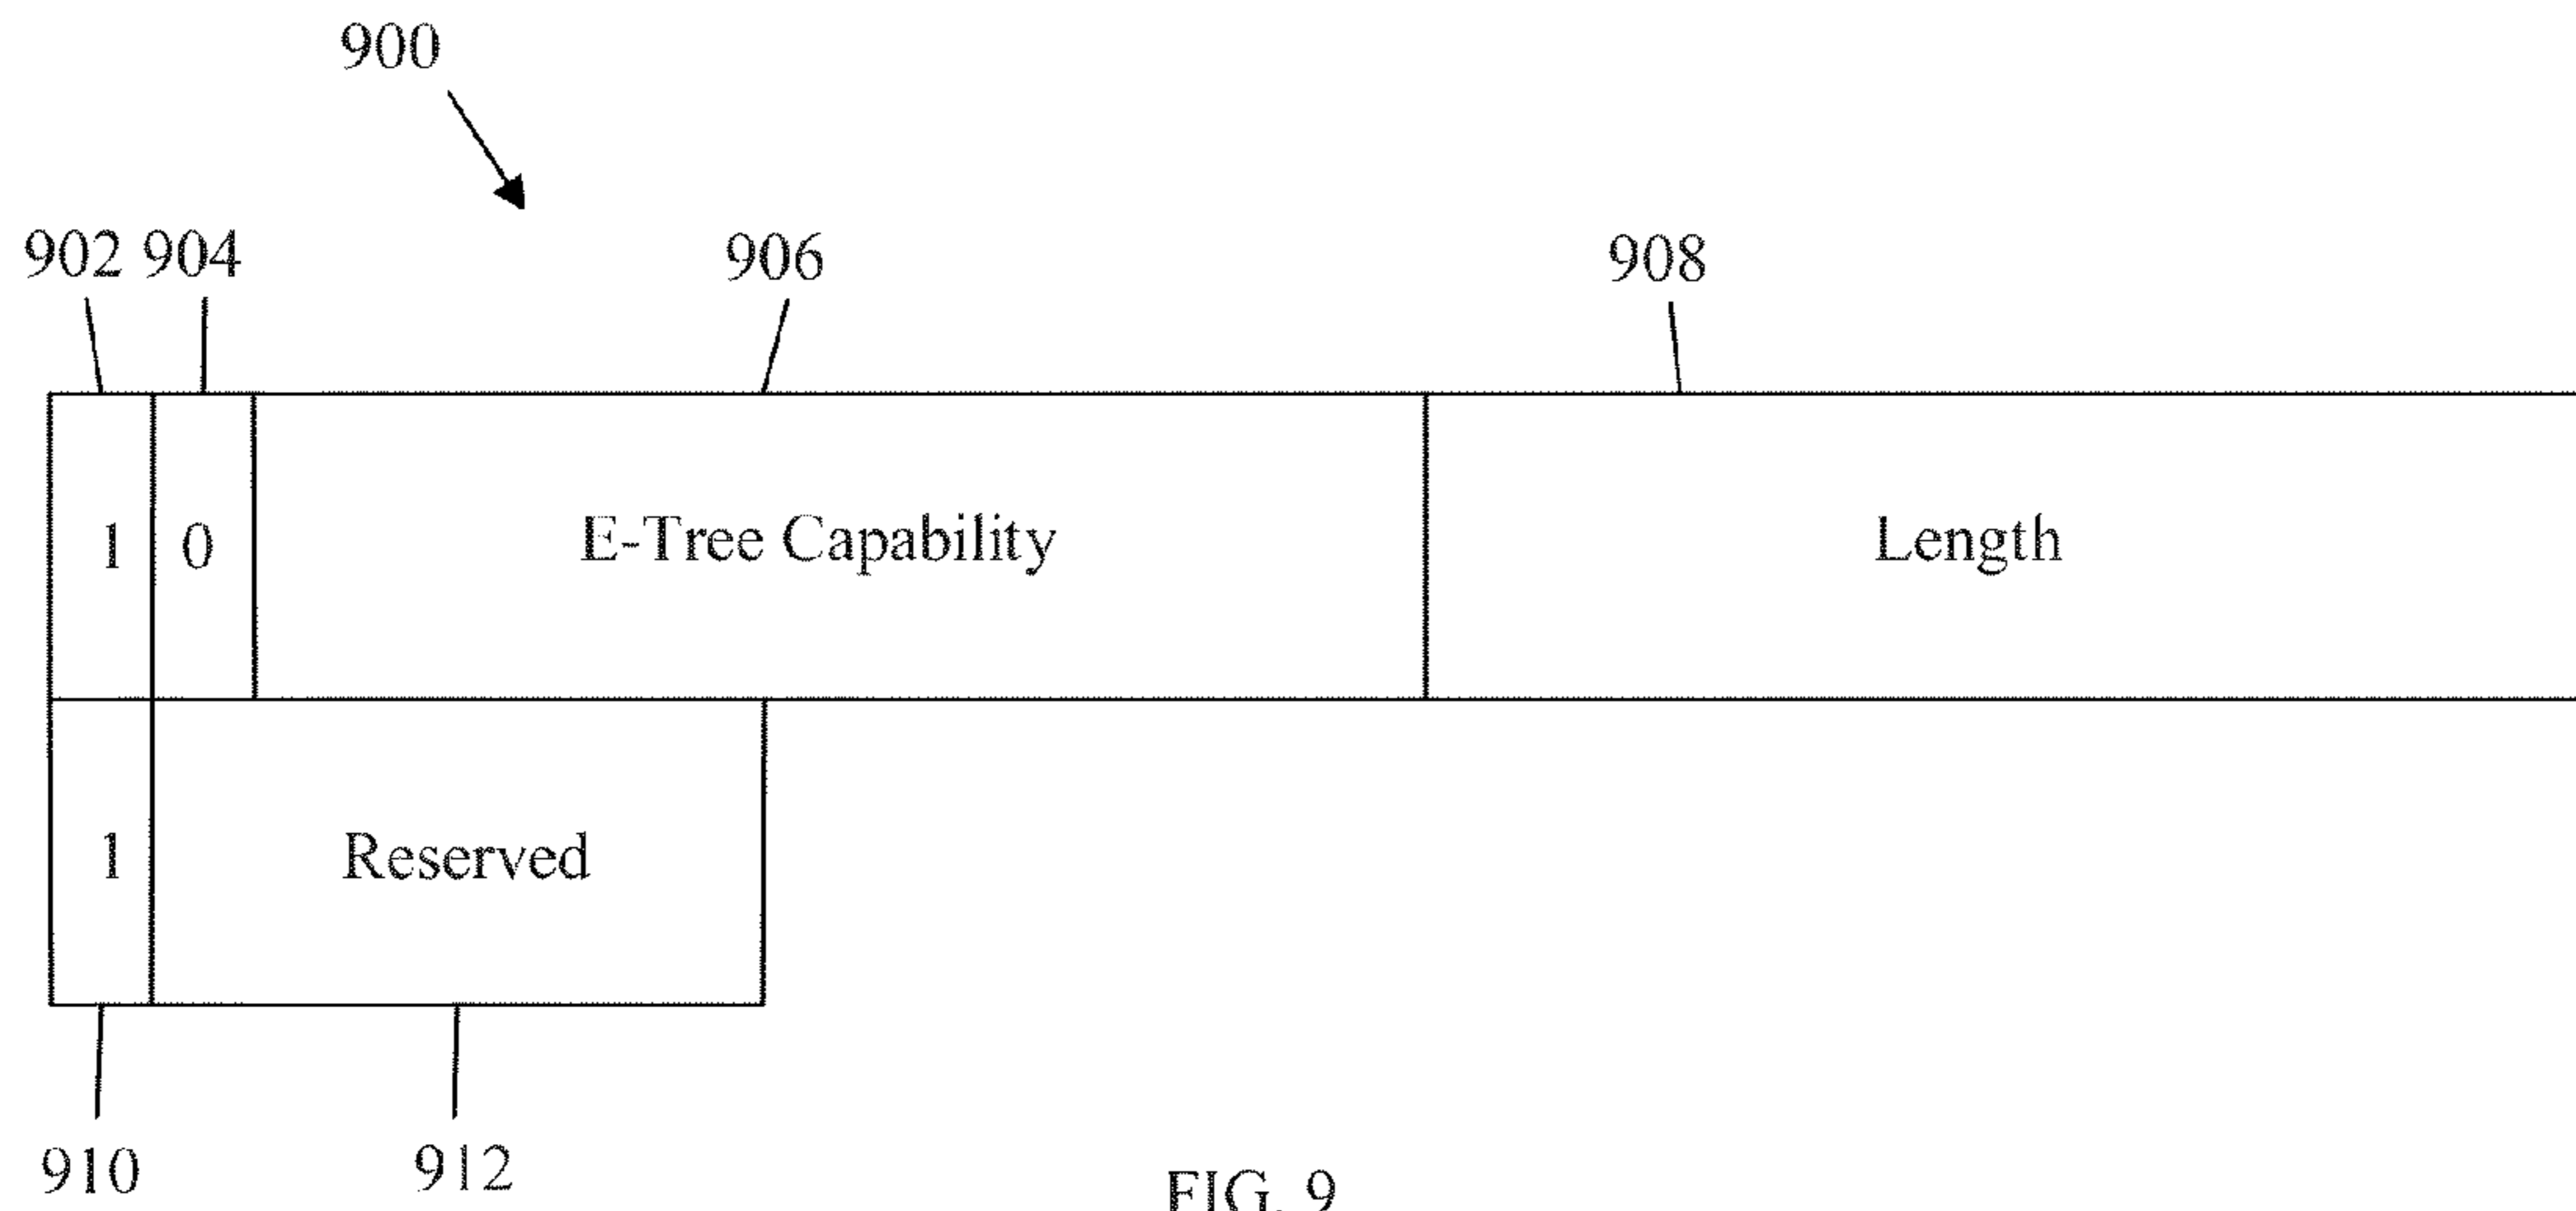 900
902 904 906 908
1 0 E-Tree Capability Length
1 Reserved
910 912
FIG. 9